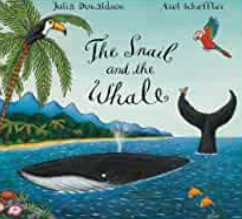 Julia Donaldson Axel Scheffler
The Snail
and the
Whale